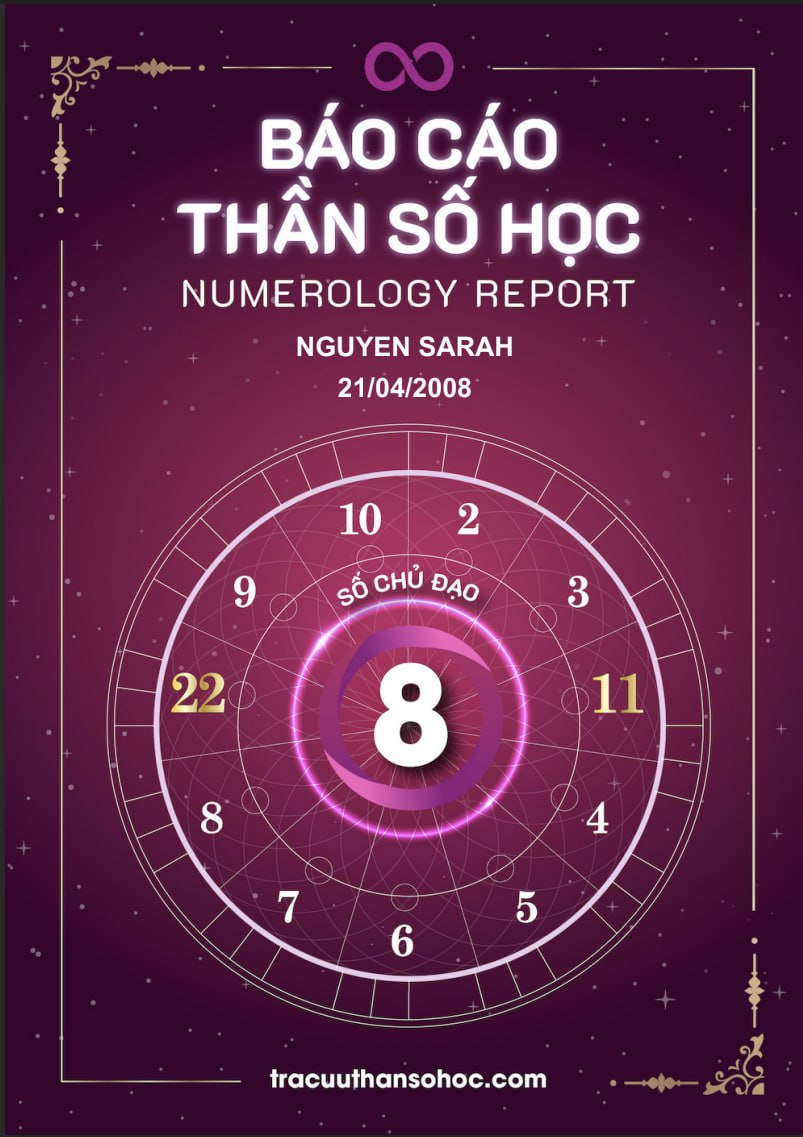 BÁO CÁO
THẦN SỐ HỌC
NUMEROLOGY REPORT
NGUYEN SARAH
21/04/2008
10
2
9
SỐ CHỦ ĐẠO
3
22
8
11
8
4
7
5
6
tracuuthansohoc.com